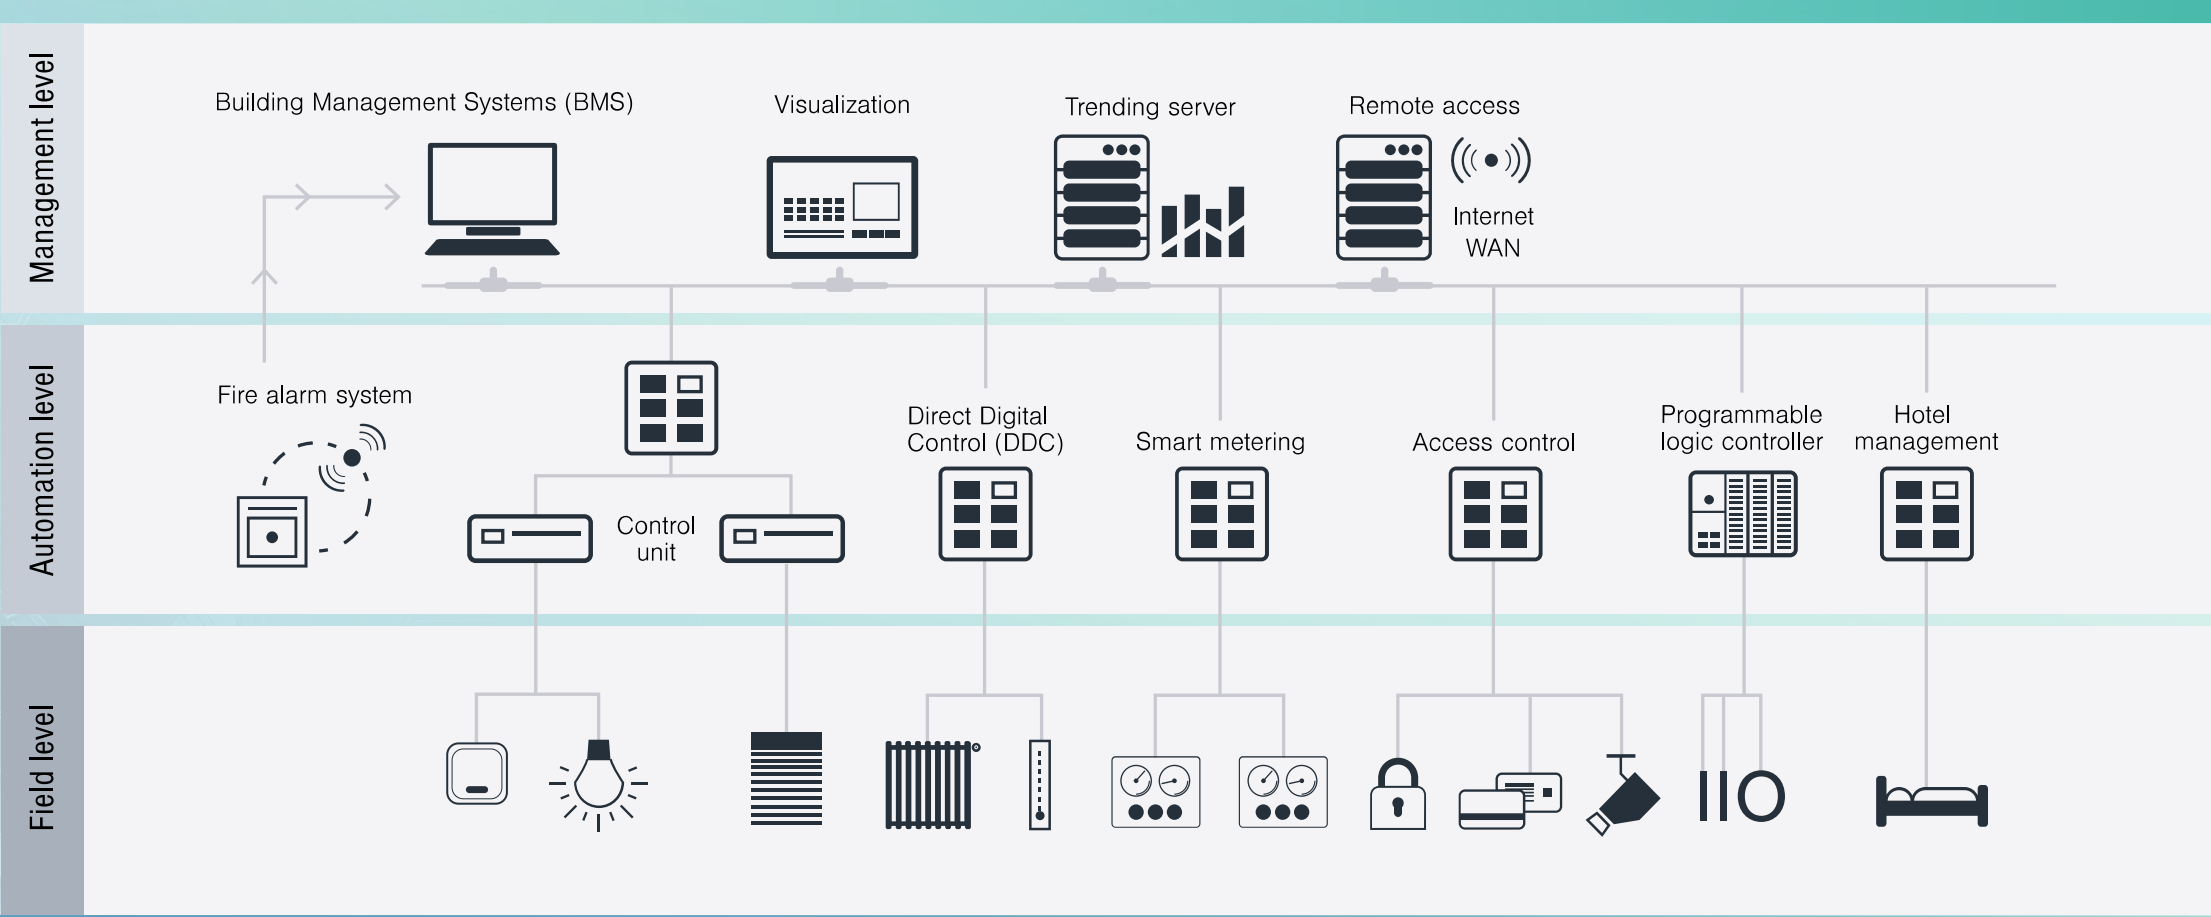 Management level
Building Management Systems (BMS)
Visualization
Trending server
Remote access
Internet
WAN
Automation level
Fire alarm system
Control
unit
Direct Digital
Control (DDC)
Smart metering
Access control
Programmable
logic controller
Hotel
management
Field level